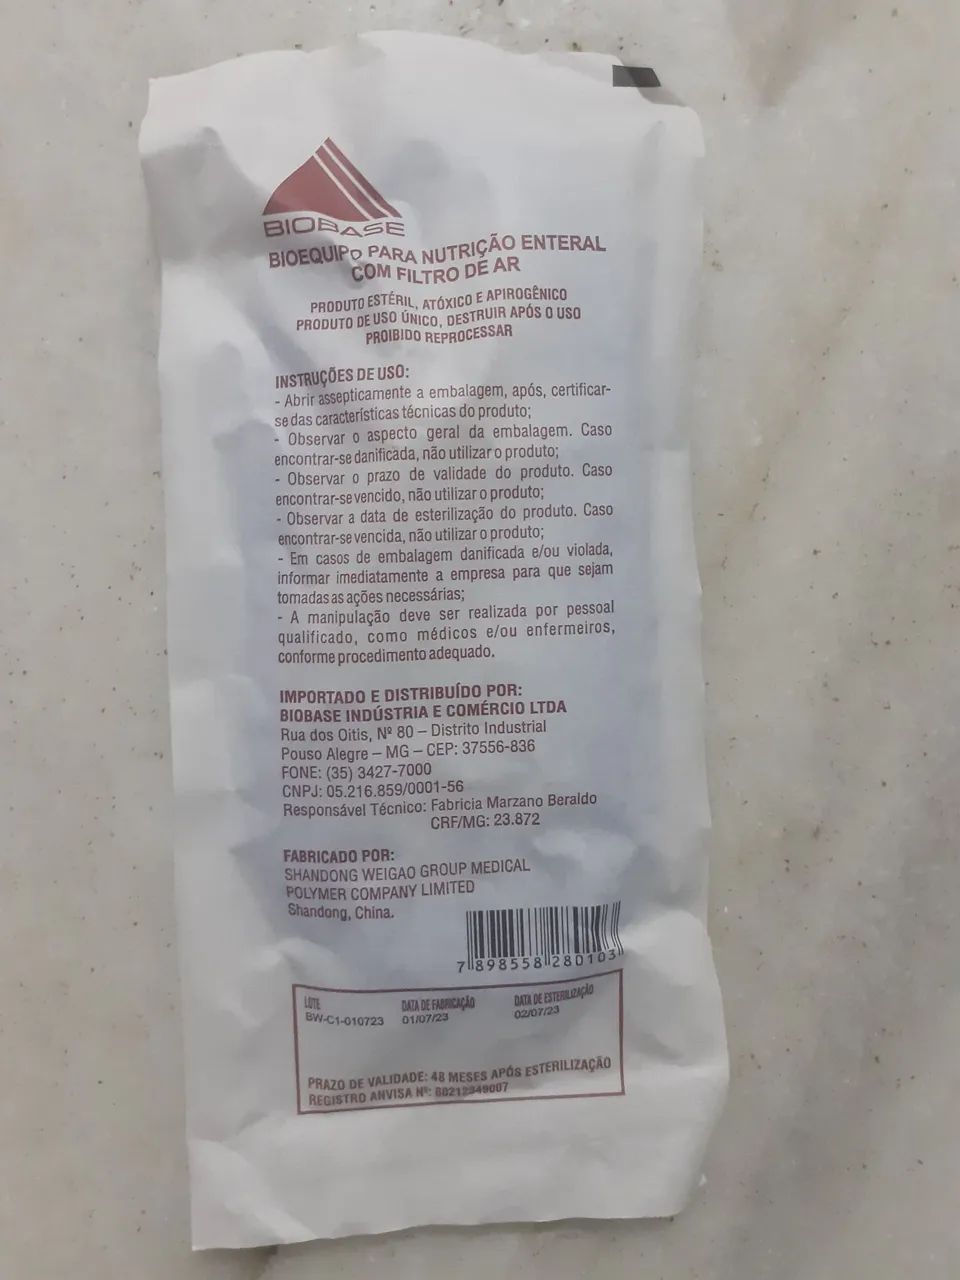 BIOBASE
BIOEQUIPO PARA NUTRIÇÃO ENTERAL
COM FILTRO DE AR
PRODUTO ESTÉRIL, ATÓXICO E APIROGÊNICO
PRODUTO DE USO ÚNICO, DESTRUIR APÓS O USO
PROIBIDO REPROCESSAR
INSTRUÇÕES DE USO:
- Abrir assepticamente a embalagem, após, certificar-
se das características técnicas do produto;
- Observar o aspecto geral da embalagem. Caso
encontrar-se danificada, não utilizar o produto;
- Observar o prazo de validade do produto. Caso
encontrar-se vencido, não utilizar o produto;
- Observar a data de esterilização do produto. Caso
encontrar-se vencida, não utilizar o produto;
- Em casos de embalagem danificada e/ou violada,
informar imediatamente a empresa para que sejam
tomadas as ações necessárias;
- A manipulação deve ser realizada por pessoal
qualificado, como médicos e/ou enfermeiros,
conforme procedimento adequado.
IMPORTADO E DISTRIBUÍDO POR:
BIOBASE INDÚSTRIA E COMÉRCIO LTDA
Rua dos Oitis, Nº 80 – Distrito Industrial
Pouso Alegre – MG – CEP: 37556-836
FONE: (35) 3427-7000
CNPJ: 05.216.859/0001-56
Responsável Técnico: Fabricia Marzano Beraldo
CRF/MG: 23.872
FABRICADO POR:
SHANDONG WEIGAO GROUP MEDICAL
POLYMER COMPANY LIMITED
Shandong, China.
7 898558 280103
LOTE DATA DE FABRICAÇÃO DATA DE ESTERILIZAÇÃO
BW-C1-010723 01/07/23 02/07/23
PRAZO DE VALIDADE: 48 MESES APÓS ESTERILIZAÇÃO
REGISTRO ANVISA Nº: